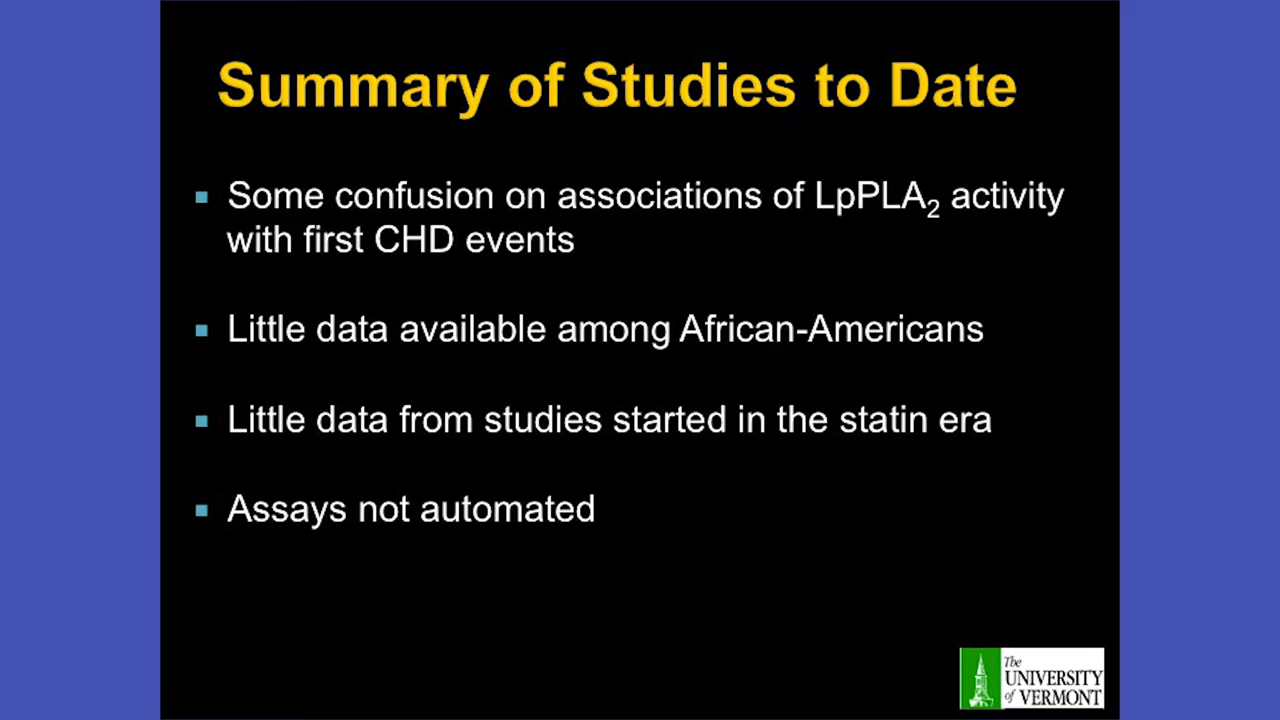 Summary of Studies to Date
Some confusion on associations of LpPLA₂ activity
with first CHD events
Little data available among African-Americans
Little data from studies started in the statin era
Assays not automated
The
UNIVERSITY
of VERMONT